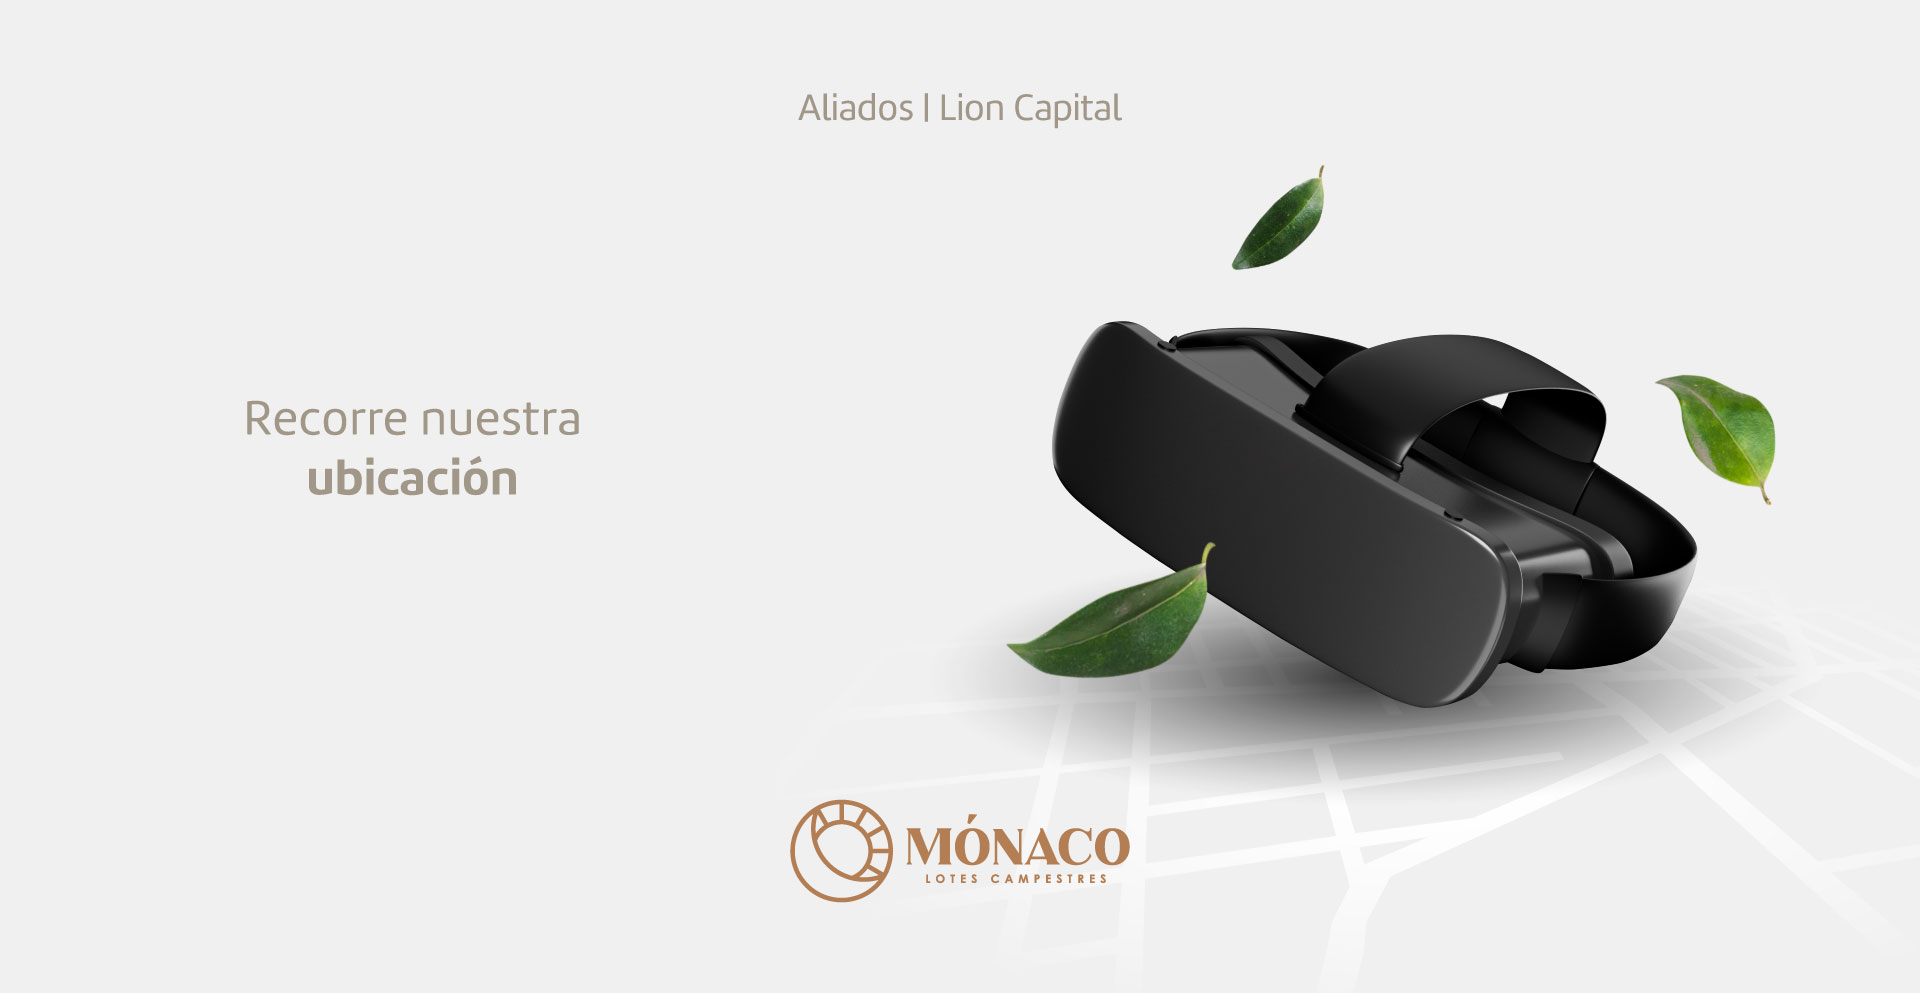 Aliados | Lion Capital
Recorre nuestra
ubicación
MÓNACO
LOTES CAMPESTRES